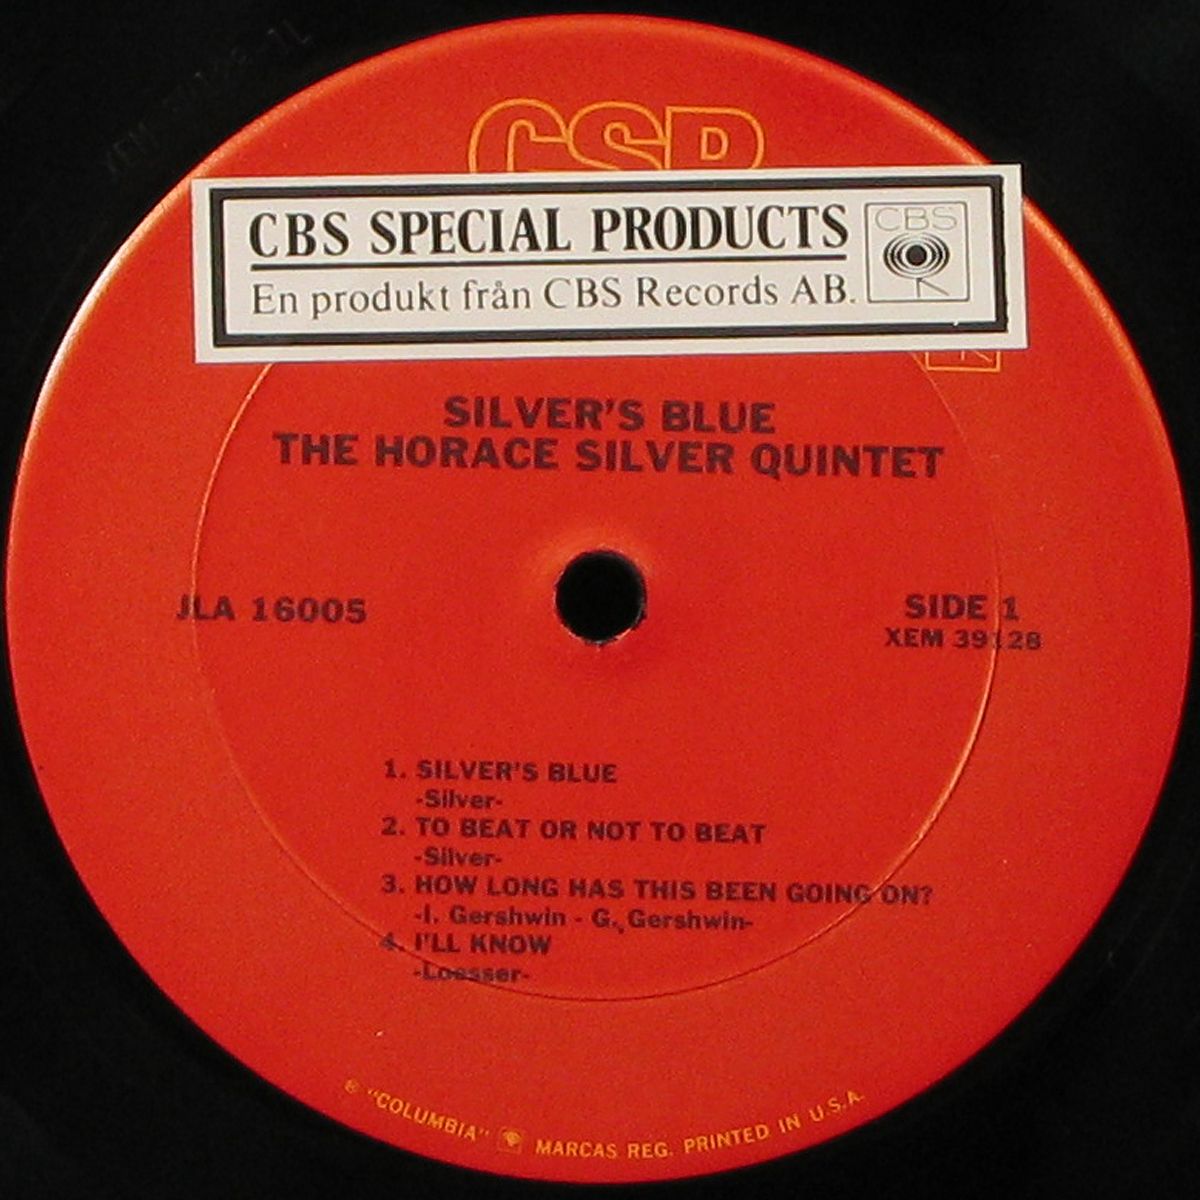 CSP
CBS SPECIAL PRODUCTS
CBS
En produkt från CBS Records AB.
SILVER'S BLUE
THE HORACE SILVER QUINTET
JLA 16005
SIDE 1
XEM 39128
1. SILVER'S BLUE
-Silver-
2. TO BEAT OR NOT TO BEAT
-Silver-
3. HOW LONG HAS THIS BEEN GOING ON?
-I. Gershwin - G. Gershwin-
4. I'LL KNOW
-Loesser-
® "COLUMBIA" MARCAS REG. PRINTED IN U.S.A.